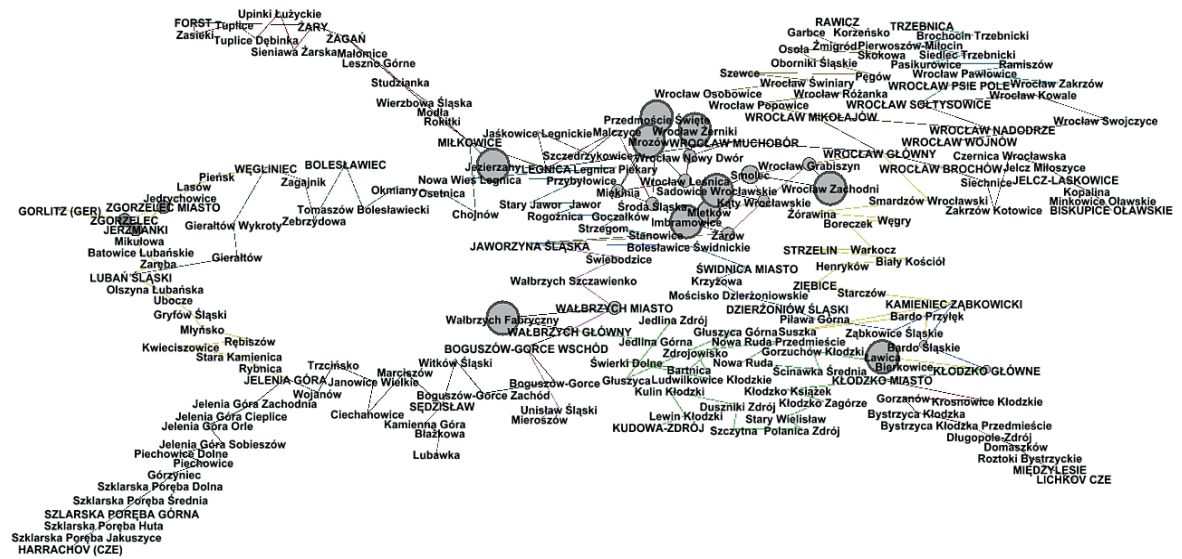 Upinki Łużyckie
FORST
Tuplice
ŻARY
Zasieki
Tuplice Dębinka
ŻAGAŃ
Sieniawa Żarska
Małomice
Leszno Górne
Studzianka
Wierzbowa Śląska
Modła
Rokitki
MIŁKOWICE
Jaśkowice Legnickie
Malczyce
Przedmoście Święte
Wrocław Żerniki
Mrozów
WROCŁAW MUCHOBÓR
Szczedrzykowice
Wrocław Nowy Dwór
Jezierzany
LEGNICA
Legnica Piekary
Nowa Wieś Legnica
Przybyłowice
Miękinia
Wrocław Leśnica
Smolec
Wrocław Grabiszyn
Osetnica
Sadowice Wrocławskie
Wrocław Zachodni
Chojnów
Stary Jawor
Jawor
Środa Śląska
Kąty Wrocławskie
Mietków
Rogoźnica
Goczałków
Imbramowice
Strzegom
Stanowice
Żarów
JAWORZYNA ŚLĄSKA
Bolesławice Świdnickie
Świebodzice
RAWICZ
Garbce
Korzeńsko
TRZEBNICA
Brochocin Trzebnicki
Osola
Żmigród
Pierwoszów-Miłocin
Skokowa
Siedlec Trzebnicki
Oborniki Śląskie
Pasikurowice
Ramiszów
Szewce
Pęgów
Wrocław Pawłowice
Wrocław Świniary
WROCŁAW PSIE POLE
Wrocław Zakrzów
Wrocław Osobowice
Wrocław Różanka
Wrocław Kowale
Wrocław Popowice
WROCŁAW SOŁTYSOWICE
WROCŁAW MIKOŁAJÓW
Wrocław Swojczyce
WROCŁAW NADODRZE
WROCŁAW WOJNÓW
WROCŁAW GŁÓWNY
Czernica Wrocławska
WROCŁAW BROCHÓW
Jelcz Miłoszyce
Siechnice
JELCZ-LASKOWICE
Kopalina
Smardzów Wrocławski
Minkowice Oławskie
Zakrzów Kotowice
BISKUPICE OŁAWSKIE
Żórawina
Węgry
Boreczek
STRZELIN
Warkocz
Henryków
Biały Kościół
ZIĘBICE
Starczów
KAMIENIEC ZĄBKOWICKI
BOLESŁAWIEC
WĘGLINIEC
Pieńsk
Zagajnik
Lasów
Okmiany
Jędrychowice
GORLITZ (GER)
ZGORZELEC MIASTO
Tomaszów Bolesławiecki
ZGORZELEC
Zebrzydowa
JERZMANKI
Gierałtów Wykroty
Mikułowa
Batowice Lubańskie
Gierałtów
Zaręba
LUBAŃ ŚLĄSKI
Olszyna Lubańska
Ubocze
Gryfów Śląski
Młyńsko
Rębiszów
Kwieciszowice
Stara Kamienica
Rybnica
Trzcińsko
JELENIA GÓRA
Janowice Wielkie
Marciszów
Wojanów
Jelenia Góra Zachodnia
Ciechanowice
Jelenia Góra Cieplice
Jelenia Góra Orle
Jelenia Góra Sobieszów
Piechowice Dolne
Piechowice
Górzyniec
Szklarska Poręba Dolna
Szklarska Poręba Średnia
SZLARSKA PORĘBA GÓRNA
Szklarska Poręba Huta
Szklarska Poręba Jakuszyce
HARRACHOV (CZE)
Wałbrzych Szczawienko
WAŁBRZYCH MIASTO
Wałbrzych Fabryczny
WAŁBRZYCH GŁÓWNY
BOGUSZÓW-GORCE WSCHÓD
Witków Śląski
Boguszów-Gorce
Boguszów-Gorce Zachód
SĘDZISŁAW
Unisław Śląski
Mieroszów
Kamienna Góra
Błażkowa
Lubawka
ŚWIDNICA MIASTO
Krzyżowa
Mościsko Dzierżoniowskie
DZIERŻONIÓW ŚLĄSKI
Piława Górna
Bardo Przyłęk
Jedlina Zdrój
Głuszyca Górna
Suszka
Ząbkowice Śląskie
Jedlina Górna
Zdrojowisko
Nowa Ruda Przedmieście
Bardo Śląskie
Świerki Dolne
Nowa Ruda
Gorzuchów Kłodzki
Ławica
Bartnica
Ścinawka Średnia
Bierkowice
KŁODZKO GŁÓWNE
Głuszyca
Ludwilkowice Kłodzkie
KŁODZKO MIASTO
Kulin Kłodzki
Kłodzko Książek
Gorzanów
Krosnowice Kłodzkie
Duszniki Zdrój
Kłodzko Zagórze
Bystrzyca Kłodzka
Lewin Kłodzki
Stary Wielisław
Bystrzyca Kłodzka Przedmieście
KUDOWA-ZDRÓJ
Szczytna
Polanica Zdrój
Długopole-Zdrój
Domaszków
Roztoki Bystrzyckie
MIĘDZYLESIE
LICHKOV CZE